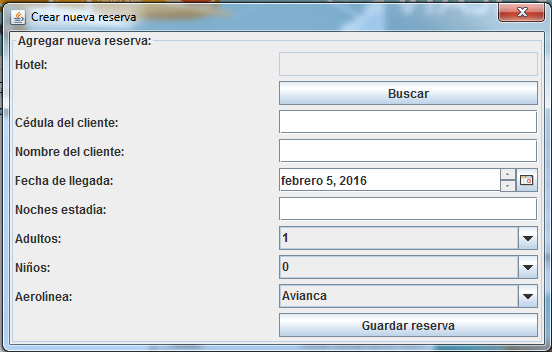 Crear nueva reserva
Agregar nueva reserva:
Hotel:
Buscar
Cédula del cliente:
Nombre del cliente:
Fecha de llegada: febrero 5, 2016
Noches estadía:
Adultos: 1
Niños: 0
Aerolínea: Avianca
Guardar reserva